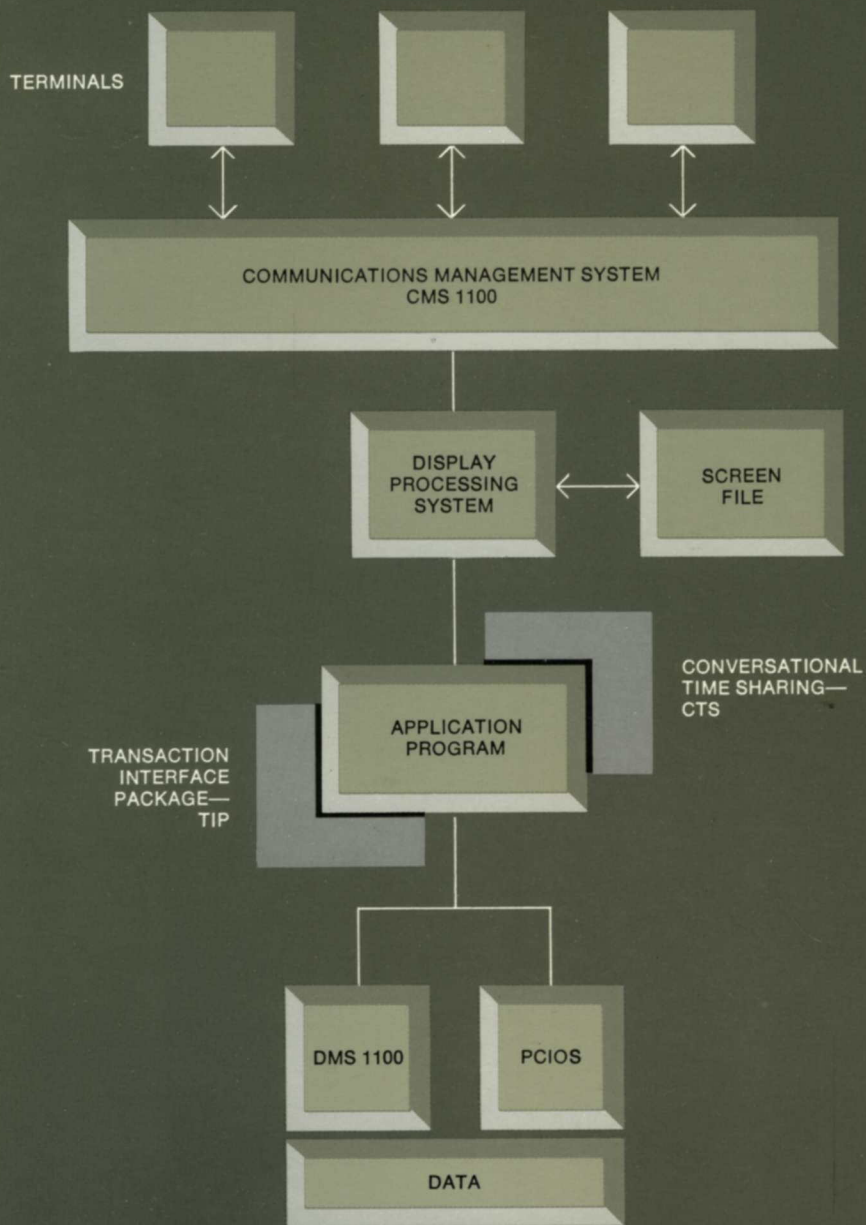 TERMINALS
COMMUNICATIONS MANAGEMENT SYSTEM
CMS 1100
DISPLAY
PROCESSING
SYSTEM
SCREEN
FILE
CONVERSATIONAL
TIME SHARING—
CTS
APPLICATION
PROGRAM
TRANSACTION
INTERFACE
PACKAGE—
TIP
DMS 1100
PCIOS
DATA